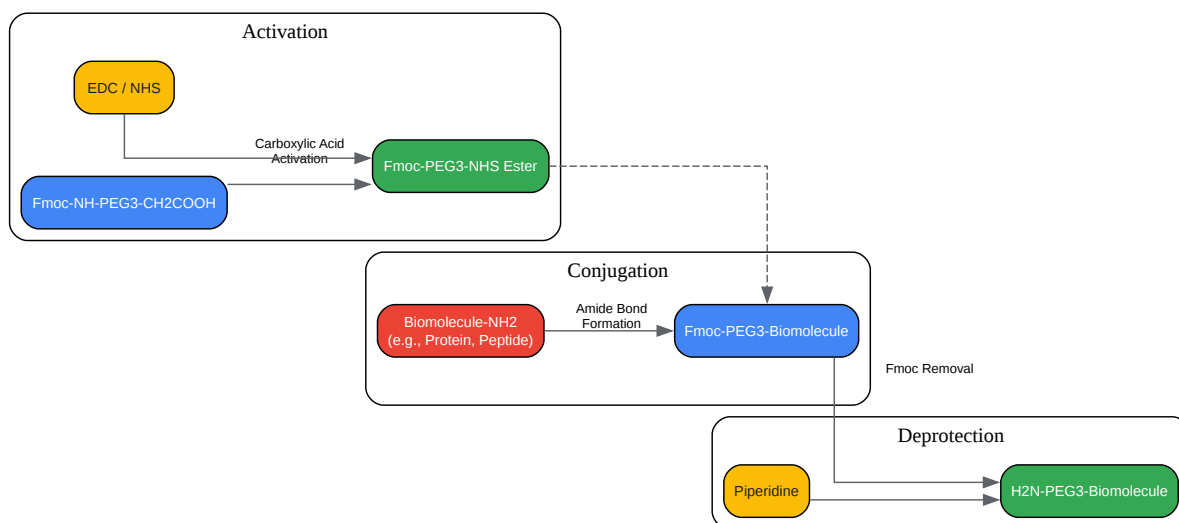 Activation
EDC / NHS
Carboxylic Acid
Activation
Fmoc-PEG3-NHS Ester
Fmoc-NH-PEG3-CH2COOH
Conjugation
Biomolecule-NH2
(e.g., Protein, Peptide)
Amide Bond
Formation
Fmoc-PEG3-Biomolecule
Fmoc Removal
Deprotection
Piperidine
H2N-PEG3-Biomolecule